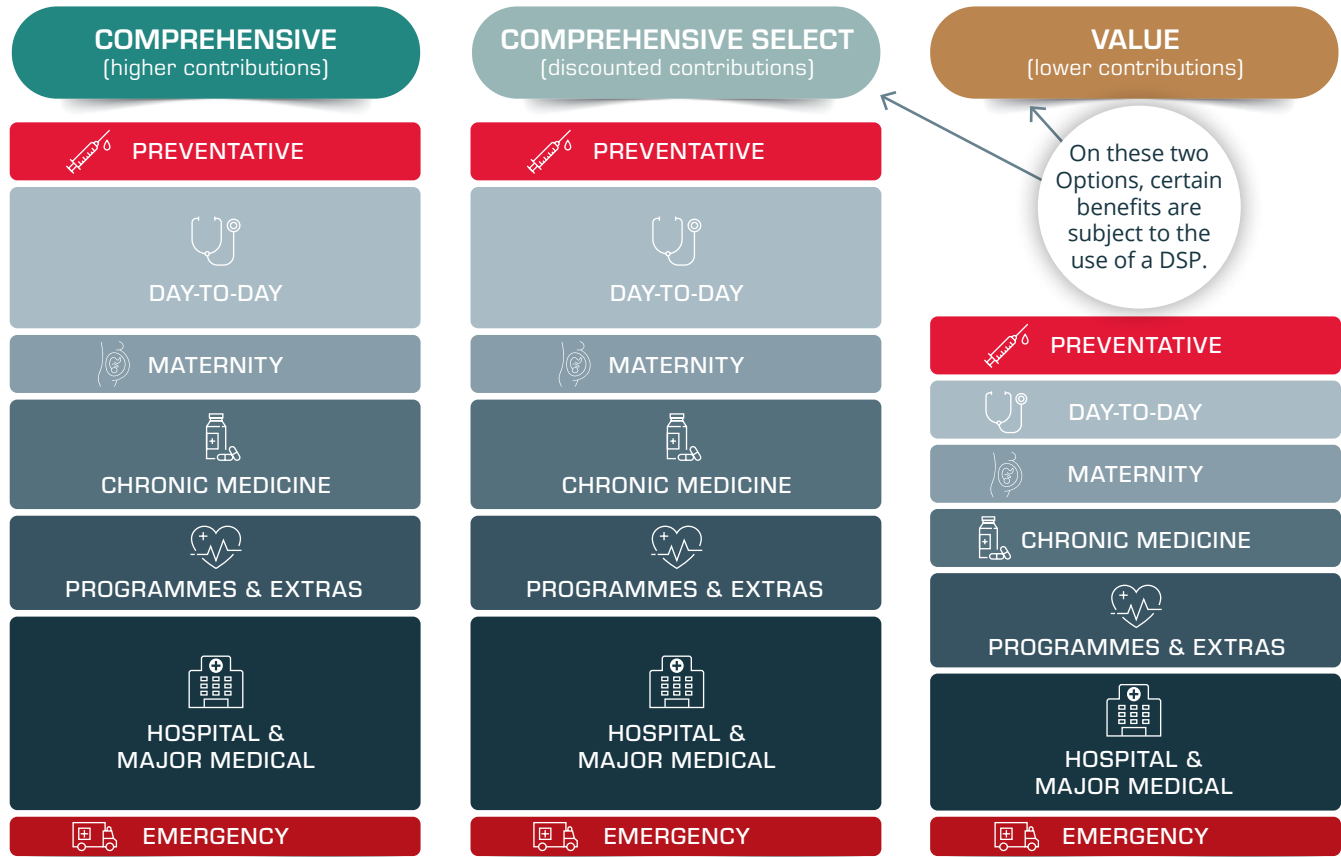 COMPREHENSIVE
(higher contributions)
PREVENTATIVE
DAY-TO-DAY
MATERNITY
CHRONIC MEDICINE
PROGRAMMES & EXTRAS
HOSPITAL &
MAJOR MEDICAL
EMERGENCY
COMPREHENSIVE SELECT
(discounted contributions)
PREVENTATIVE
DAY-TO-DAY
MATERNITY
CHRONIC MEDICINE
PROGRAMMES & EXTRAS
HOSPITAL &
MAJOR MEDICAL
EMERGENCY
VALUE
(lower contributions)
On these two
Options, certain
benefits are
subject to the
use of a DSP.
PREVENTATIVE
DAY-TO-DAY
MATERNITY
CHRONIC MEDICINE
PROGRAMMES & EXTRAS
HOSPITAL &
MAJOR MEDICAL
EMERGENCY